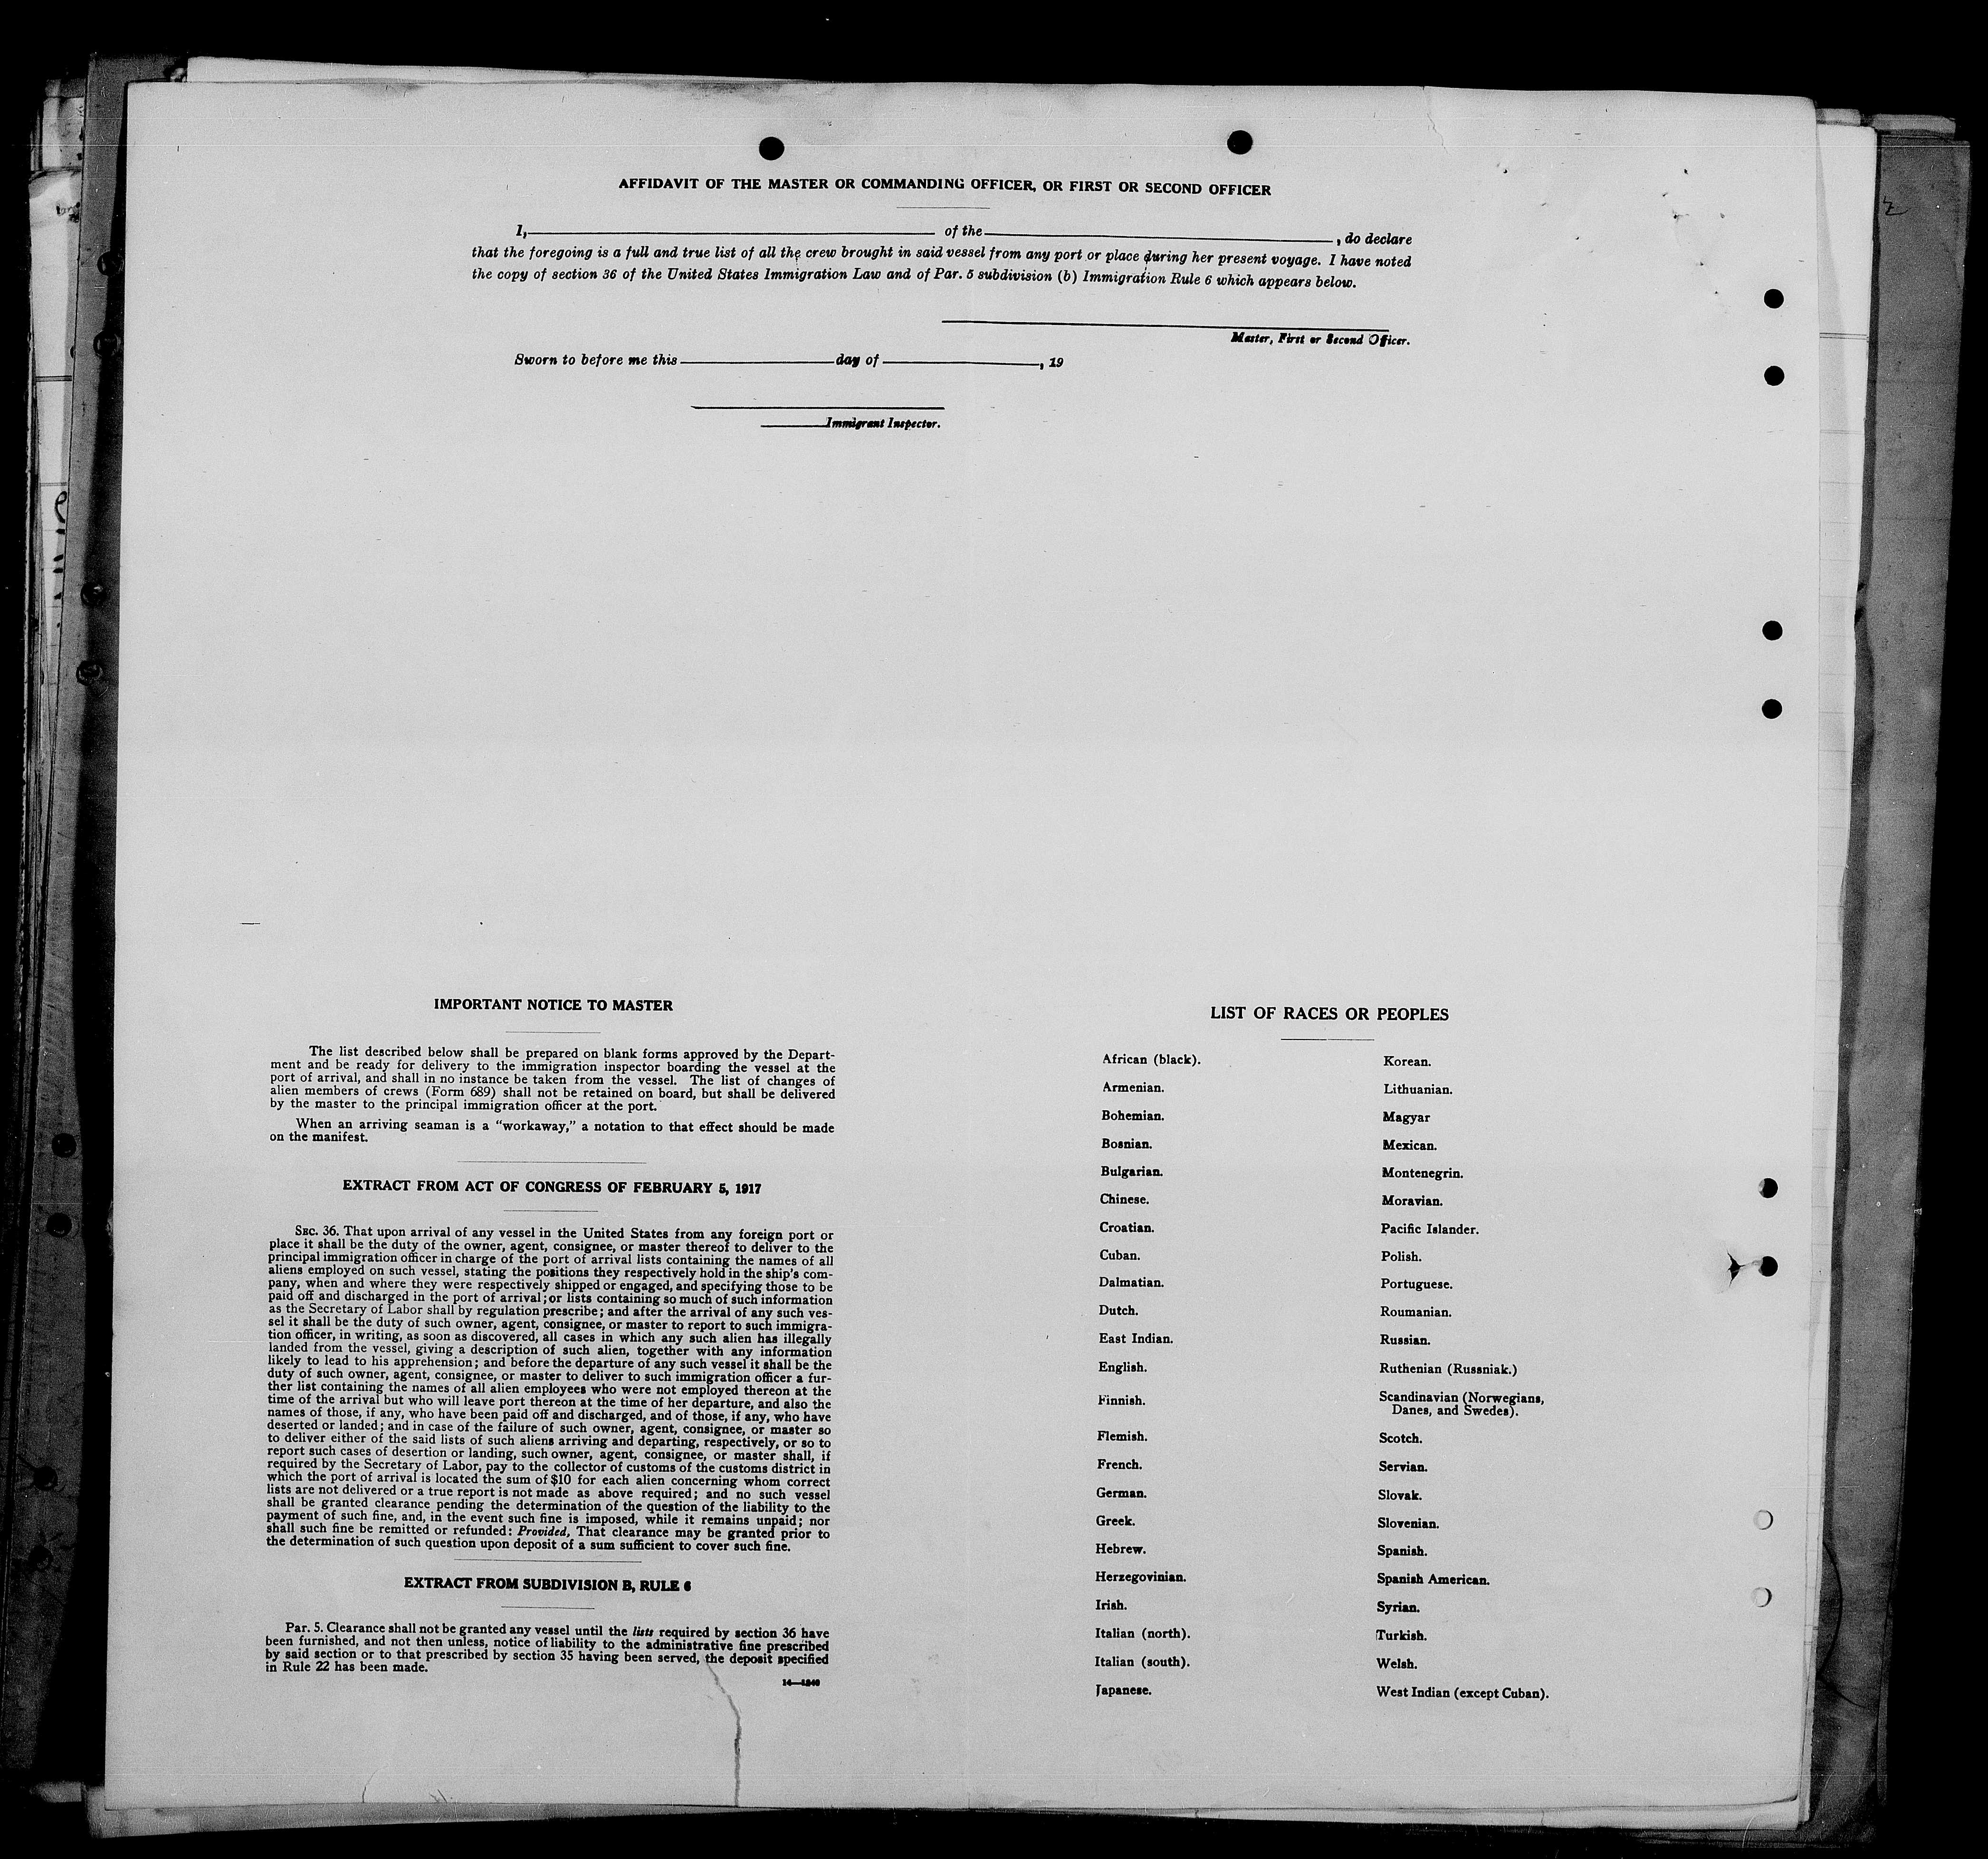 AFFIDAVIT OF THE MASTER OR COMMANDING OFFICER, OR FIRST OR SECOND OFFICER
I, of the , do declare
that the foregoing is a full and true list of all the crew brought in said vessel from any port or place during her present voyage. I have noted
the copy of section 36 of the United States Immigration Law and of Par. 5 subdivision (b) Immigration Rule 6 which appears below.
Master, First or Second Officer.
Sworn to before me this day of , 19
Immigrant Inspector.
IMPORTANT NOTICE TO MASTER
The list described below shall be prepared on blank forms approved by the Depart-
ment and be ready for delivery to the immigration inspector boarding the vessel at the
port of arrival, and shall in no instance be taken from the vessel. The list of changes of
alien members of crews (Form 689) shall not be retained on board, but shall be delivered
by the master to the principal immigration officer at the port.
When an arriving seaman is a "workaway," a notation to that effect should be made
on the manifest.
EXTRACT FROM ACT OF CONGRESS OF FEBRUARY 5, 1917
SEC. 36. That upon arrival of any vessel in the United States from any foreign port or
place it shall be the duty of the owner, agent, consignee, or master thereof to deliver to the
principal immigration officer in charge of the port of arrival lists containing the names of all
aliens employed on such vessel, stating the positions they respectively hold in the ship's com-
pany, when and where they were respectively shipped or engaged, and specifying those to be
paid off and discharged in the port of arrival; or lists containing so much of such information
as the Secretary of Labor shall by regulation prescribe; and after the arrival of any such ves-
sel it shall be the duty of such owner, agent, consignee, or master to report to such immigra-
tion officer, in writing, as soon as discovered, all cases in which any such alien has illegally
landed from the vessel, giving a description of such alien, together with any information
likely to lead to his apprehension; and before the departure of any such vessel it shall be the
duty of such owner, agent, consignee, or master to deliver to such immigration officer a fur-
ther list containing the names of all alien employees who were not employed thereon at the
time of the arrival but who will leave port thereon at the time of her departure, and also the
names of those, if any, who have been paid off and discharged, and of those, if any, who have
deserted or landed; and in case of the failure of such owner, agent, consignee, or master so
to deliver either of the said lists of such aliens arriving and departing, respectively, or so to
report such cases of desertion or landing, such owner, agent, consignee, or master shall, if
required by the Secretary of Labor, pay to the collector of customs of the customs district in
which the port of arrival is located the sum of $10 for each alien concerning whom correct
lists are not delivered or a true report is not made as above required; and no such vessel
shall be granted clearance pending the determination of the question of the liability to the
payment of such fine, and, in the event such fine is imposed, while it remains unpaid; nor
shall such fine be remitted or refunded: Provided, That clearance may be granted prior to
the determination of such question upon deposit of a sum sufficient to cover such fine.
EXTRACT FROM SUBDIVISION B, RULE 6
Par. 5. Clearance shall not be granted any vessel until the lists required by section 36 have
been furnished, and not then unless, notice of liability to the administrative fine prescribed
by said section or to that prescribed by section 35 having been served, the deposit specified
in Rule 22 has been made.
LIST OF RACES OR PEOPLES
African (black).
Armenian.
Bohemian.
Bosnian.
Bulgarian.
Chinese.
Croatian.
Cuban.
Dalmatian.
Dutch.
East Indian.
English.
Finnish.
Flemish.
French.
German.
Greek.
Hebrew.
Herzegovinian.
Irish.
Italian (north).
Italian (south).
Japanese.
Korean.
Lithuanian.
Magyar
Mexican.
Montenegrin.
Moravian.
Pacific Islander.
Polish.
Portuguese.
Roumanian.
Russian.
Ruthenian (Russniak.)
Scandinavian (Norwegians,
Danes, and Swedes).
Scotch.
Servian.
Slovak.
Slovenian.
Spanish.
Spanish American.
Syrian.
Turkish.
Welsh.
West Indian (except Cuban).